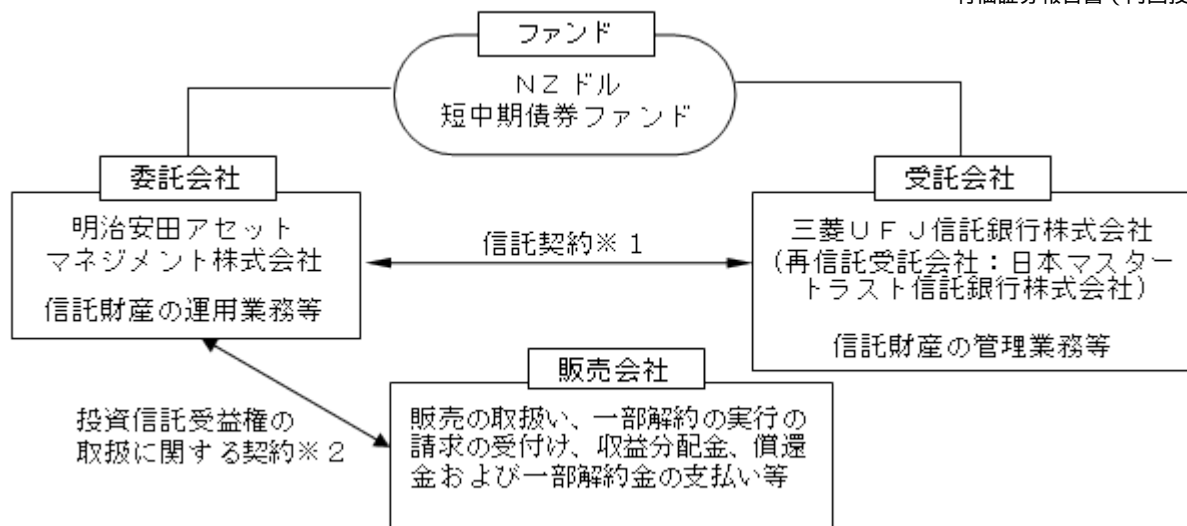 ファンド
NZドル
短中期債券ファンド
委託会社
明治安田アセット
マネジメント株式会社
信託財産の運用業務等
信託契約※1
受託会社
三菱UFJ信託銀行株式会社
(再信託受託会社:日本マスター
トラスト信託銀行株式会社)
信託財産の管理業務等
投資信託受益権の
取扱に関する契約※2
販売会社
販売の取扱い、一部解約の実行の
請求の受付け、収益分配金、償還
金および一部解約金の支払い等